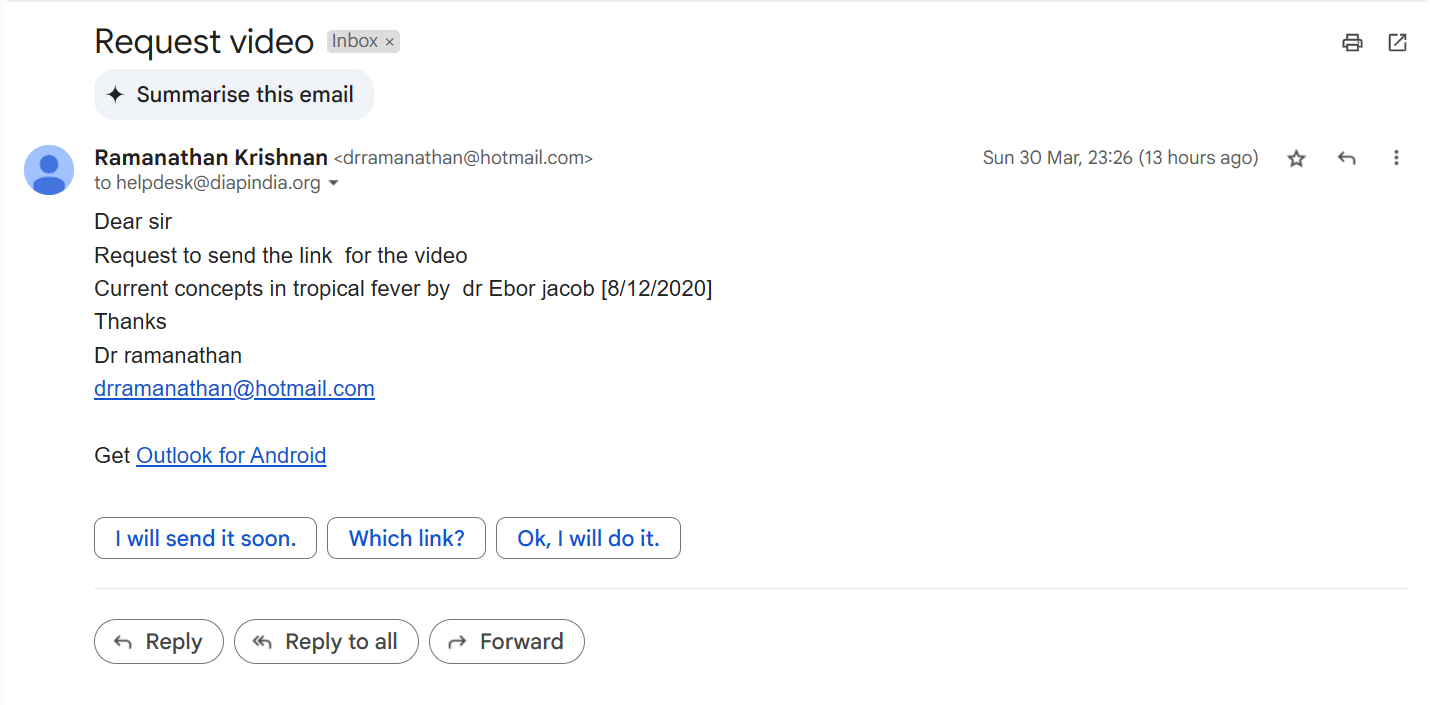 Request video
Inbox ×
Summarise this email
Ramanathan Krishnan <drramanathan@hotmail.com>
Sun 30 Mar, 23:26 (13 hours ago)
to helpdesk@diapindia.org
Dear sir
Request to send the link  for the video
Current concepts in tropical fever by  dr Ebor jacob [8/12/2020]
Thanks
Dr ramanathan
drramanathan@hotmail.com
Get Outlook for Android
I will send it soon.
Which link?
Ok, I will do it.
Reply
Reply to all
Forward